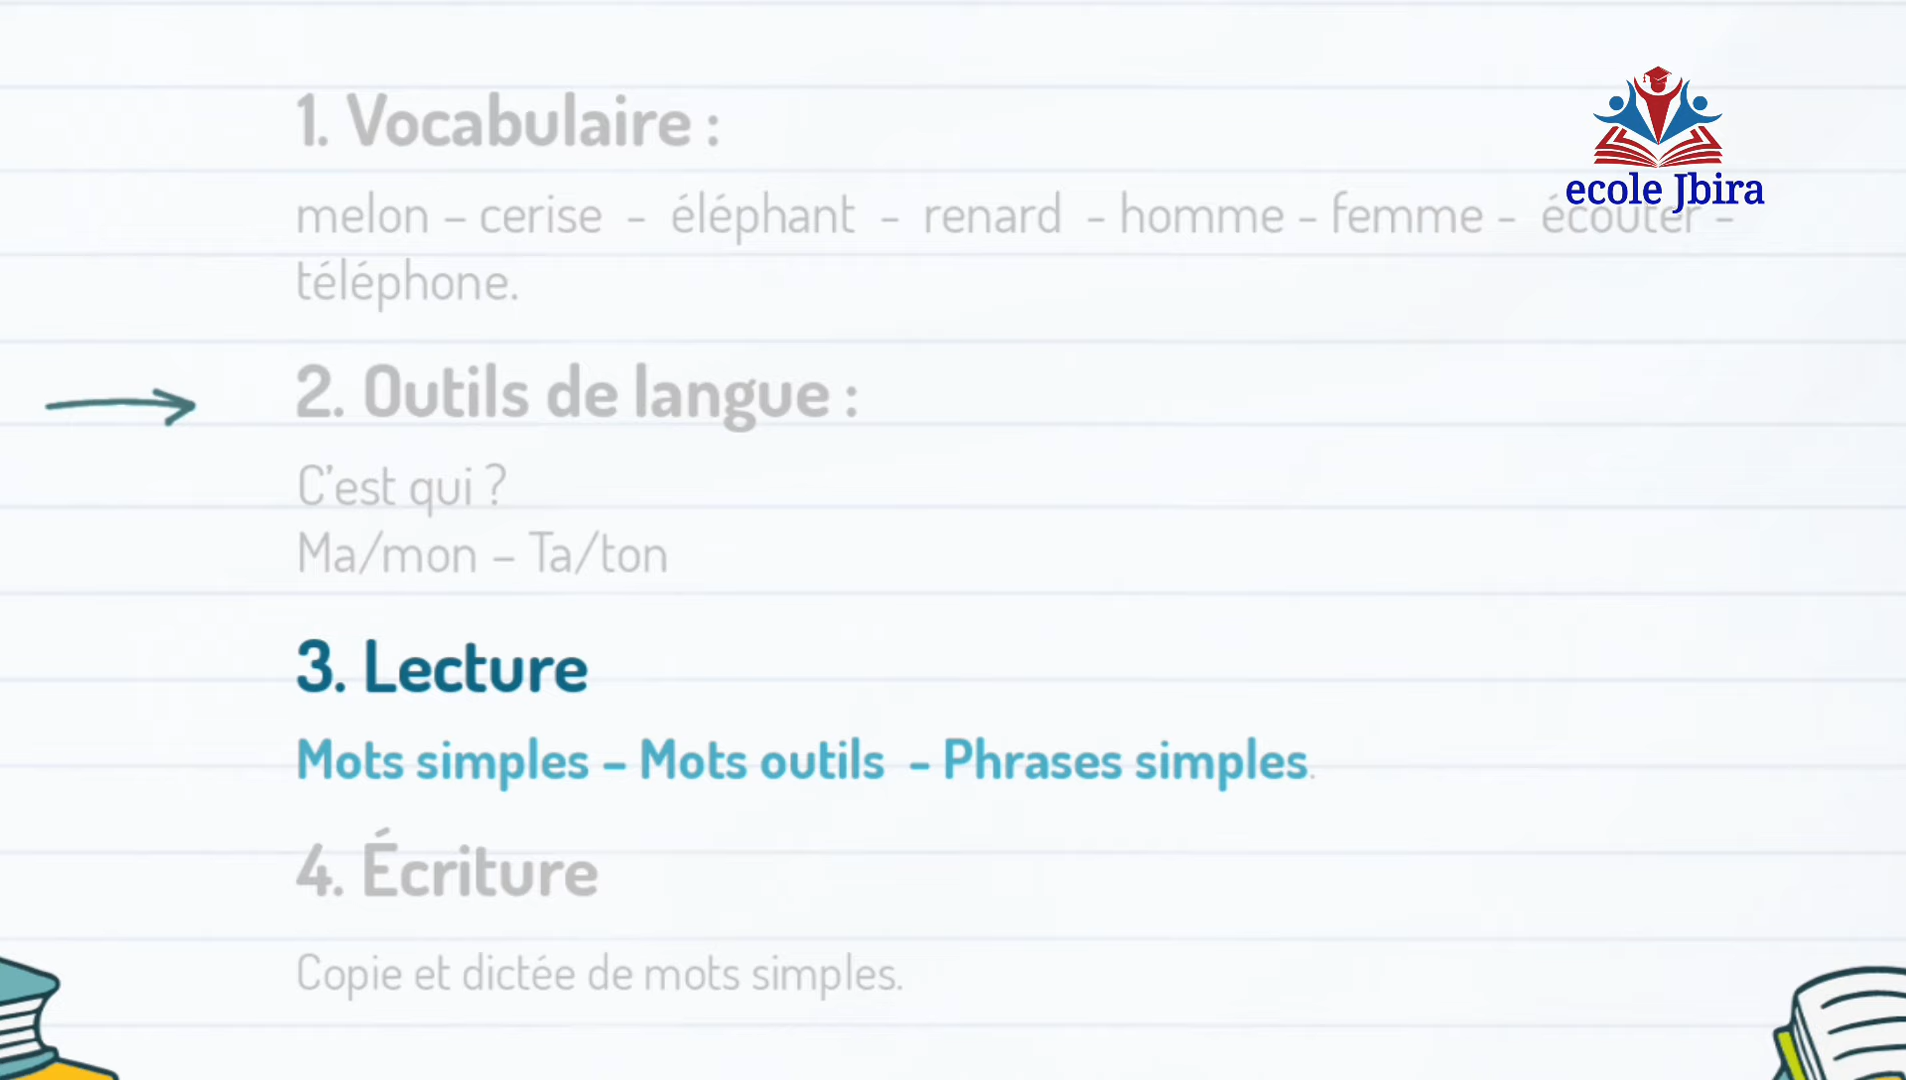 1. Vocabulaire :
ecole Jbira
melon – cerise - éléphant - renard - homme – femme - écouter -
téléphone.
2. Outils de langue :
C'est qui ?
Ma/mon – Ta/ton
3. Lecture
Mots simples – Mots outils - Phrases simples.
4. Écriture
Copie et dictée de mots simples.